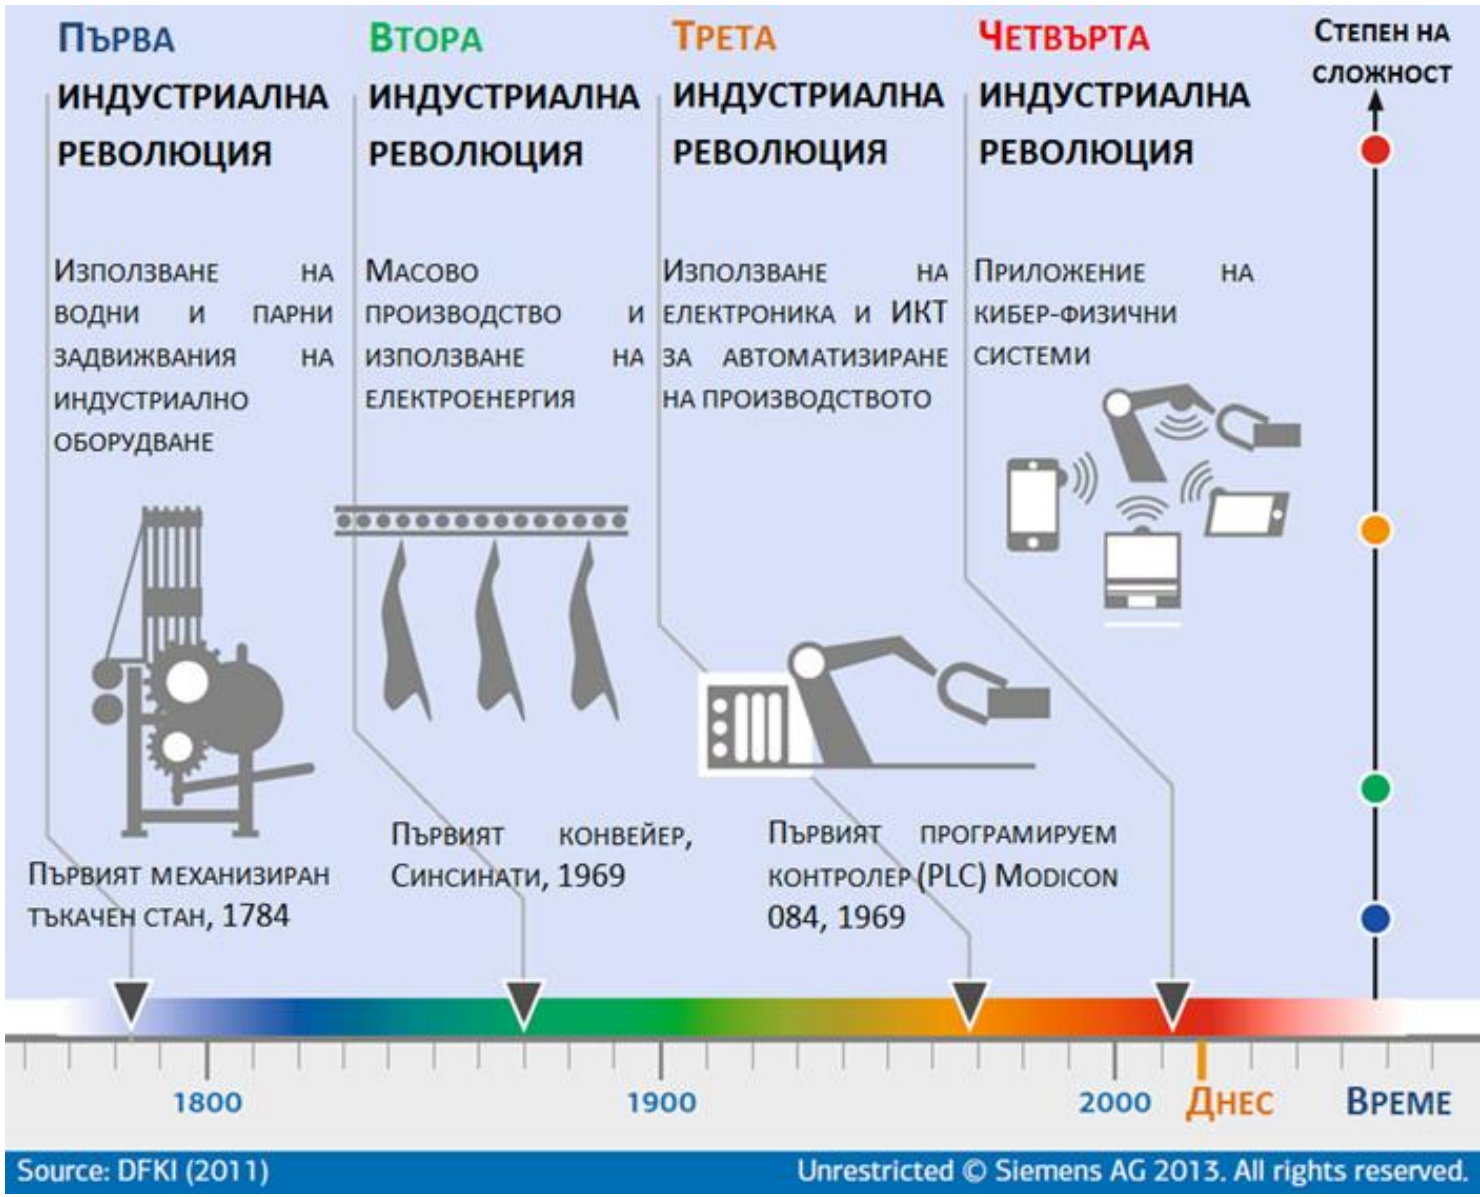 ПЪРВА
ИНДУСТРИАЛНА
РЕВОЛЮЦИЯ
ИЗПОЛЗВАНЕ НА
ВОДНИ И ПАРНИ
ЗАДВИЖВАНИЯ НА
ИНДУСТРИАЛНО
ОБОРУДВАНЕ
ПЪРВИЯТ МЕХАНИЗИРАН
ТЪКАЧЕН СТАН, 1784
ВТОРА
ИНДУСТРИАЛНА
РЕВОЛЮЦИЯ
МАСОВО
ПРОИЗВОДСТВО И
ИЗПОЛЗВАНЕ НА
ЕЛЕКТРОЕНЕРГИЯ
ПЪРВИЯТ КОНВЕЙЕР,
СИНСИНАТИ, 1969
ТРЕТА
ИНДУСТРИАЛНА
РЕВОЛЮЦИЯ
ИЗПОЛЗВАНЕ НА
ЕЛЕКТРОНИКА И ИКТ
ЗА АВТОМАТИЗИРАНЕ
НА ПРОИЗВОДСТВОТО
ПЪРВИЯТ ПРОГРАМИРУЕМ
КОНТРОЛЕР (PLC) MODICON
084, 1969
ЧЕТВЪРТА
ИНДУСТРИАЛНА
РЕВОЛЮЦИЯ
ПРИЛОЖЕНИЕ НА
КИБЕР-ФИЗИЧНИ
СИСТЕМИ
СТЕПЕН НА
СЛОЖНОСТ
1800
1900
2000
ДНЕС
ВРЕМЕ
Source: DFKI (2011)
Unrestricted © Siemens AG 2013. All rights reserved.